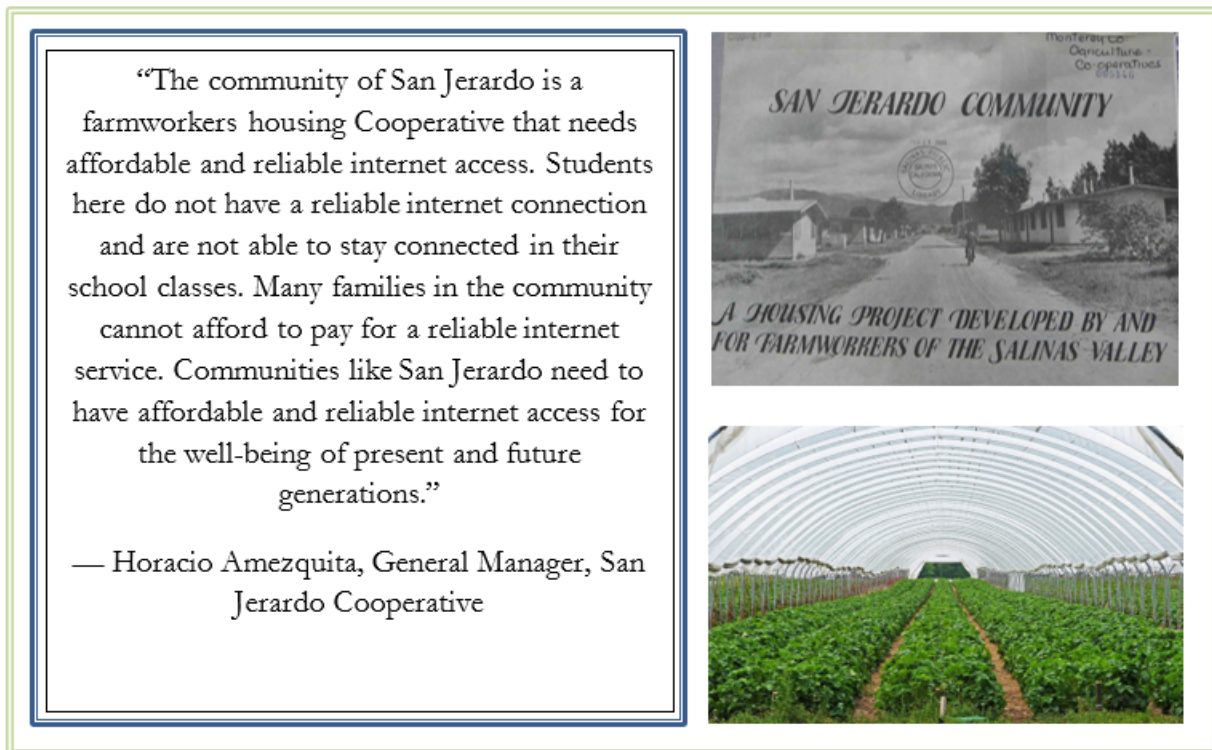 “The community of San Jerardo is a
farmworkers housing Cooperative that needs
affordable and reliable internet access. Students
here do not have a reliable internet connection
and are not able to stay connected in their
school classes. Many families in the community
cannot afford to pay for a reliable internet
service. Communities like San Jerardo need to
have affordable and reliable internet access for
the well-being of present and future
generations.”
— Horacio Amezquita, General Manager, San
Jerardo Cooperative
Monterey Co
Agriculture -
Co-operatives
SAN JERARDO COMMUNITY
SALINAS
CALIFORNIA
LIBRARY
A HOUSING PROJECT DEVELOPED BY AND
FOR FARMWORKERS OF THE SALINAS VALLEY